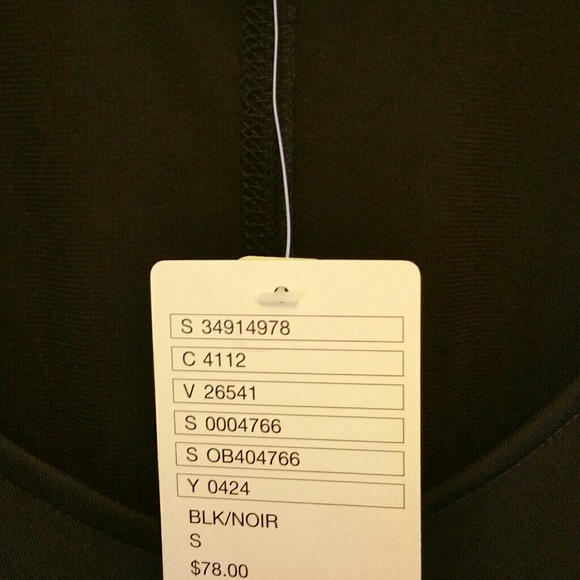 S 34914978
C 4112
V 26541
S 0004766
S OB404766
Y 0424
BLK/NOIR
S
$78.00